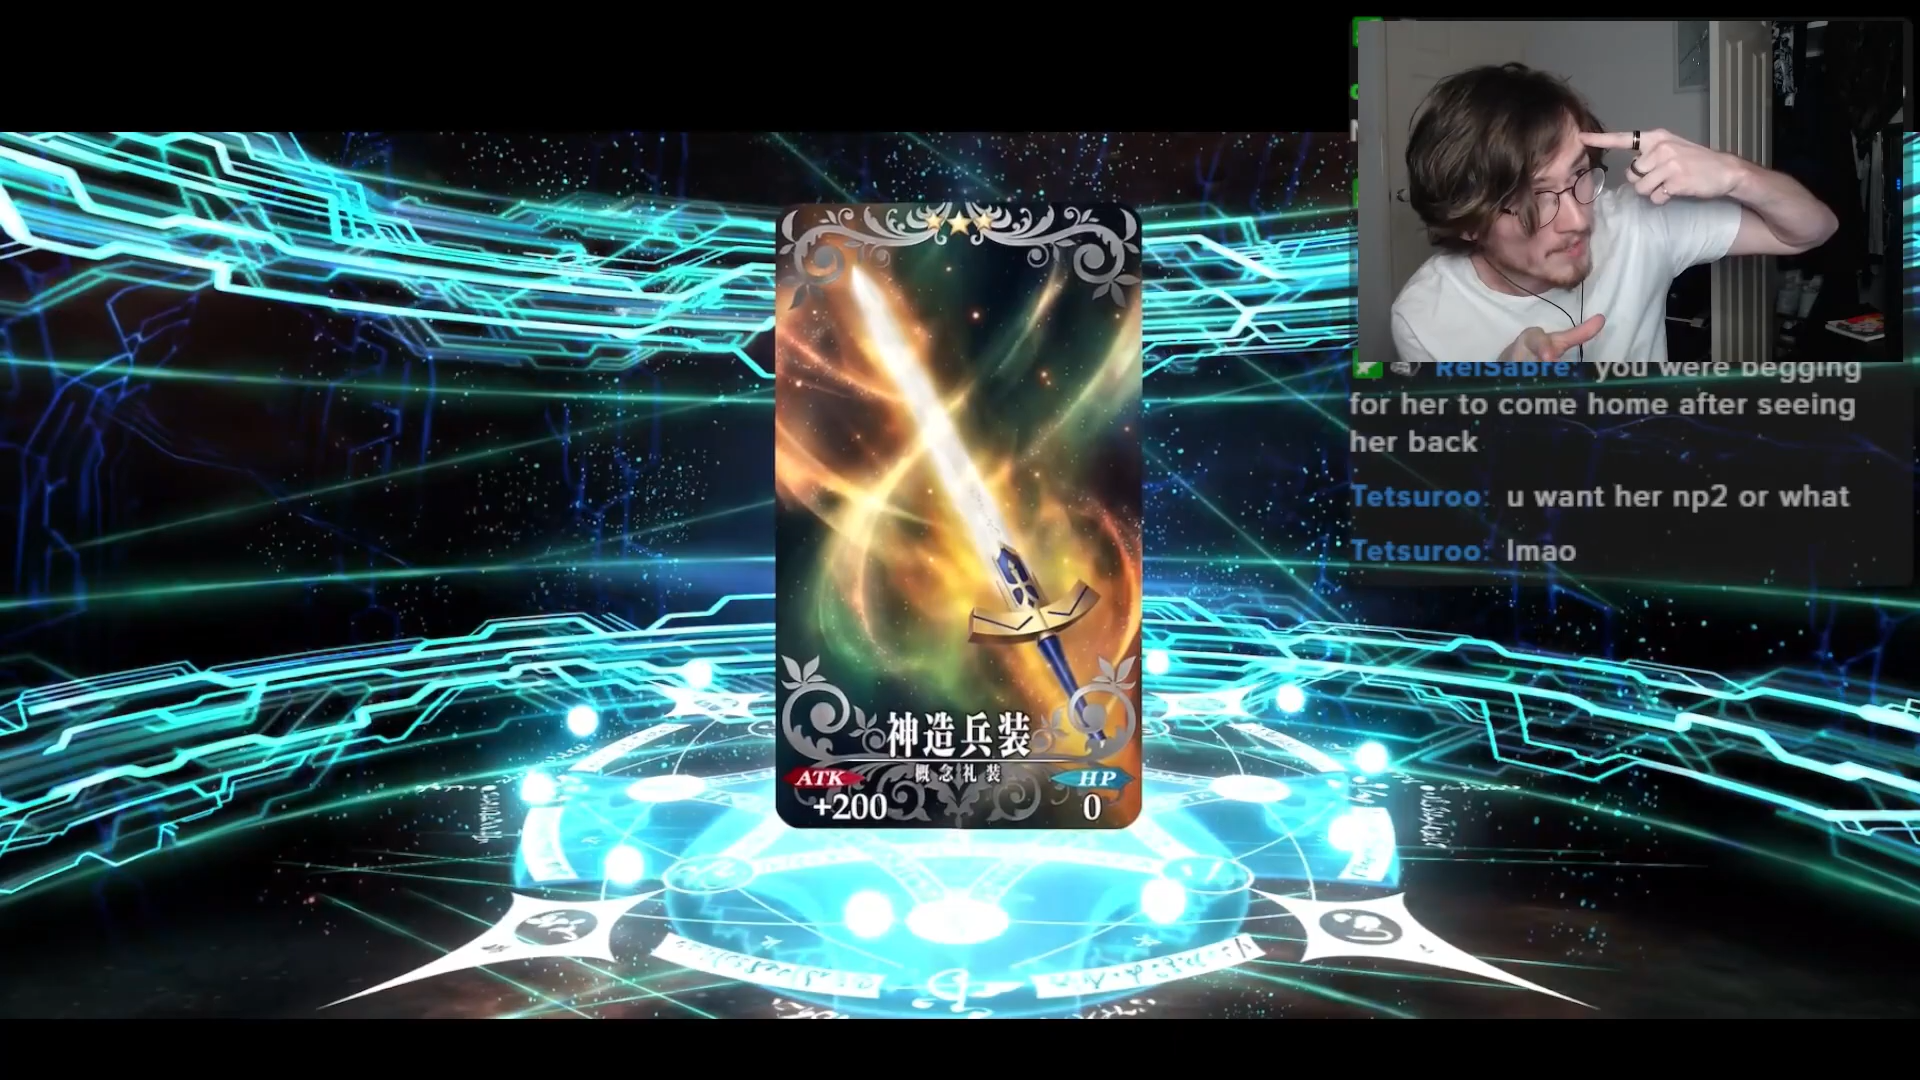 神造兵装
概念礼装
ATK
HP
+200
0
ReiSabre: you were begging
for her to come home after seeing
her back
Tetsuroo: u want her np2 or what
Tetsuroo: lmao